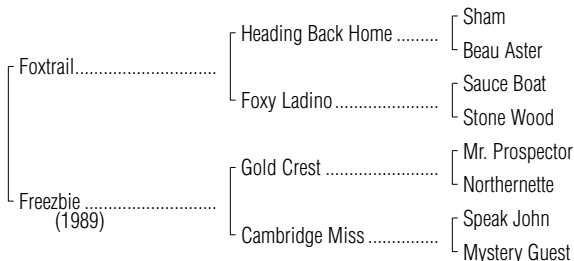 Sham
Heading Back Home .........
Beau Aster
Foxtrail..............................
Sauce Boat
Foxy Ladino......................
Stone Wood
Mr. Prospector
Gold Crest ........................
Northernette
Freezbie ............................
(1989)
Speak John
Cambridge Miss ...............
Mystery Guest